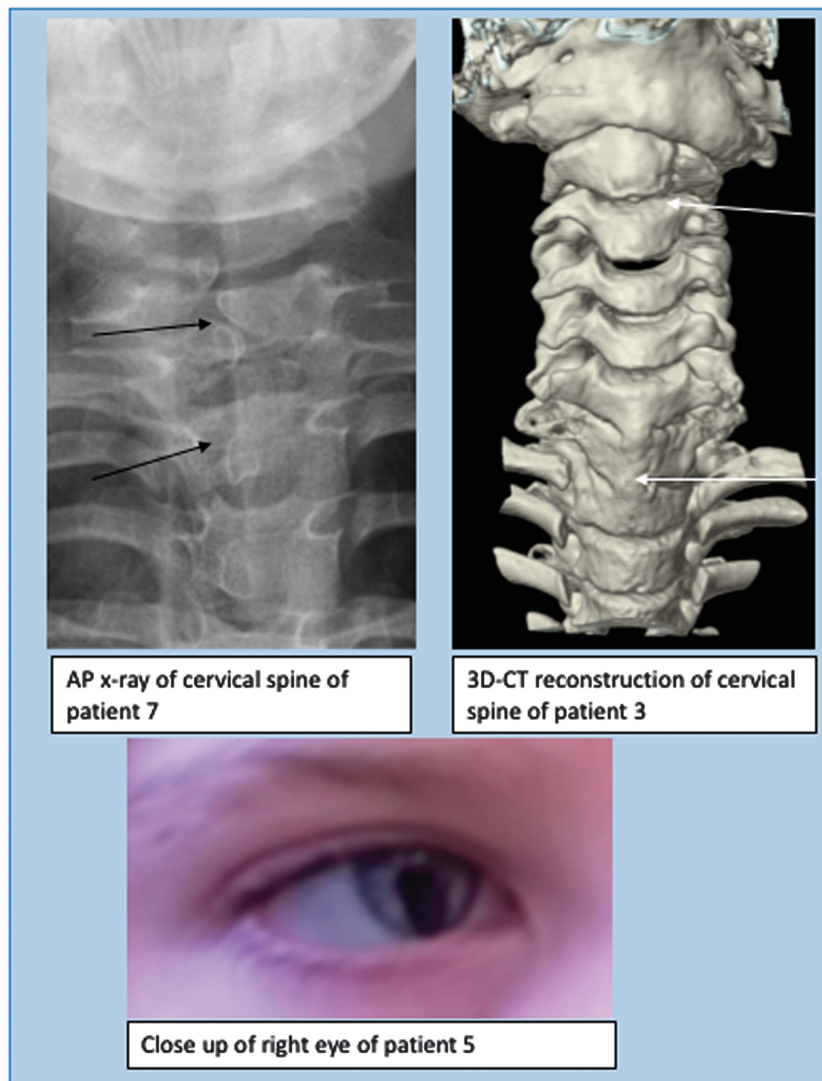 AP x-ray of cervical spine of
patient 7
3D-CT reconstruction of cervical
spine of patient 3
Close up of right eye of patient 5